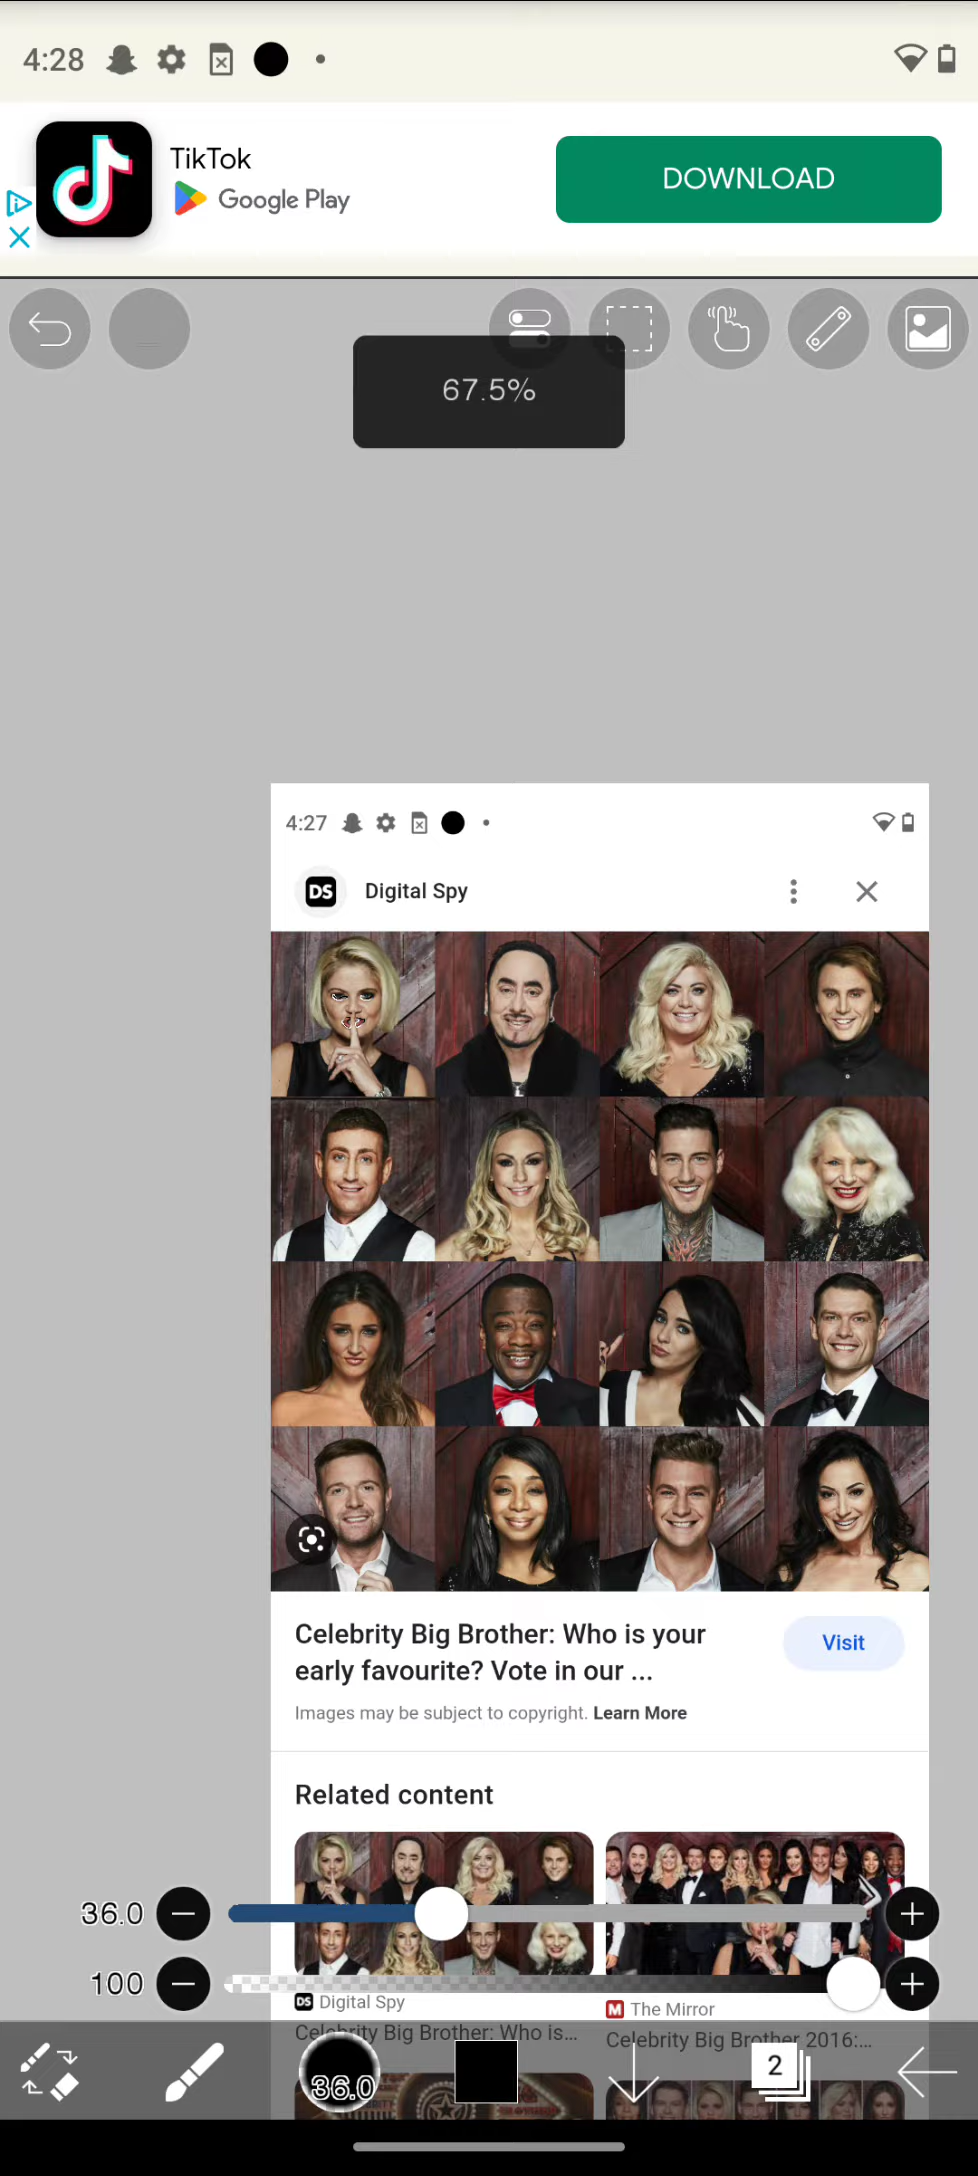 4:28
TikTok
Google Play
DOWNLOAD
67.5%
4:27
DS Digital Spy
Celebrity Big Brother: Who is your
early favourite? Vote in our ...
Visit
Images may be subject to copyright. Learn More
Related content
36.0
100
DS Digital Spy
M The Mirror
Celebrity Big Brother: Who is...
Celebrity Big Brother 2016:...
36.0
2